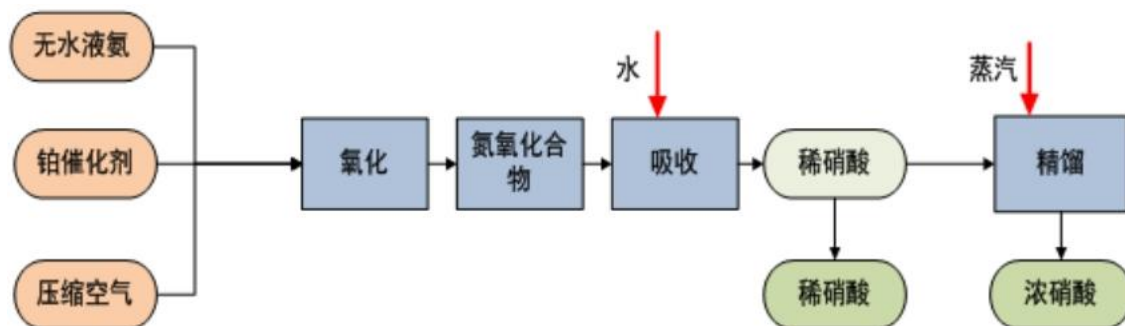 无水液氨
水
蒸汽
铂催化剂
氧化
氮氧化合
物
吸收
稀硝酸
精馏
压缩空气
稀硝酸
浓硝酸